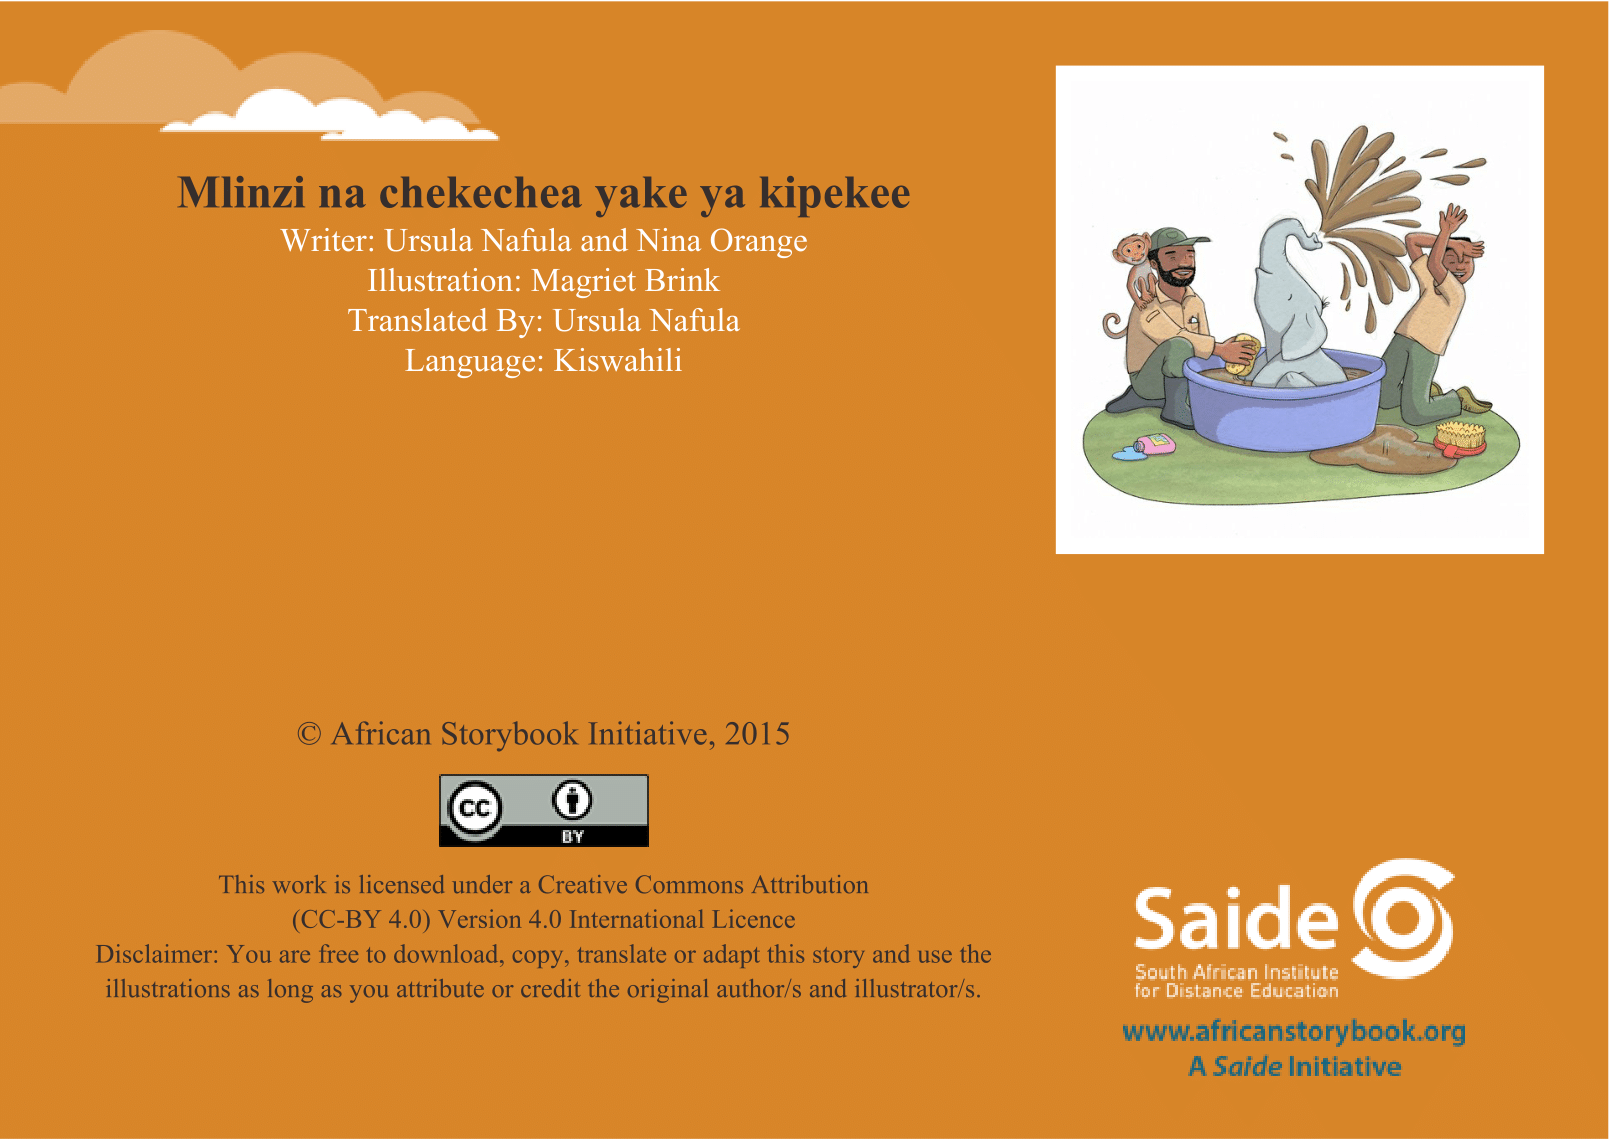 Mlinzi na chekechea yake ya kipekee
Writer: Ursula Nafula and Nina Orange
Illustration: Magriet Brink
Translated By: Ursula Nafula
Language: Kiswahili
© African Storybook Initiative, 2015
cc
BY
This work is licensed under a Creative Commons Attribution
(CC-BY 4.0) Version 4.0 International Licence
Disclaimer: You are free to download, copy, translate or adapt this story and use the
illustrations as long as you attribute or credit the original author/s and illustrator/s.
Saide
South African Institute
for Distance Education
www.africanstorybook.org
A Saide Initiative